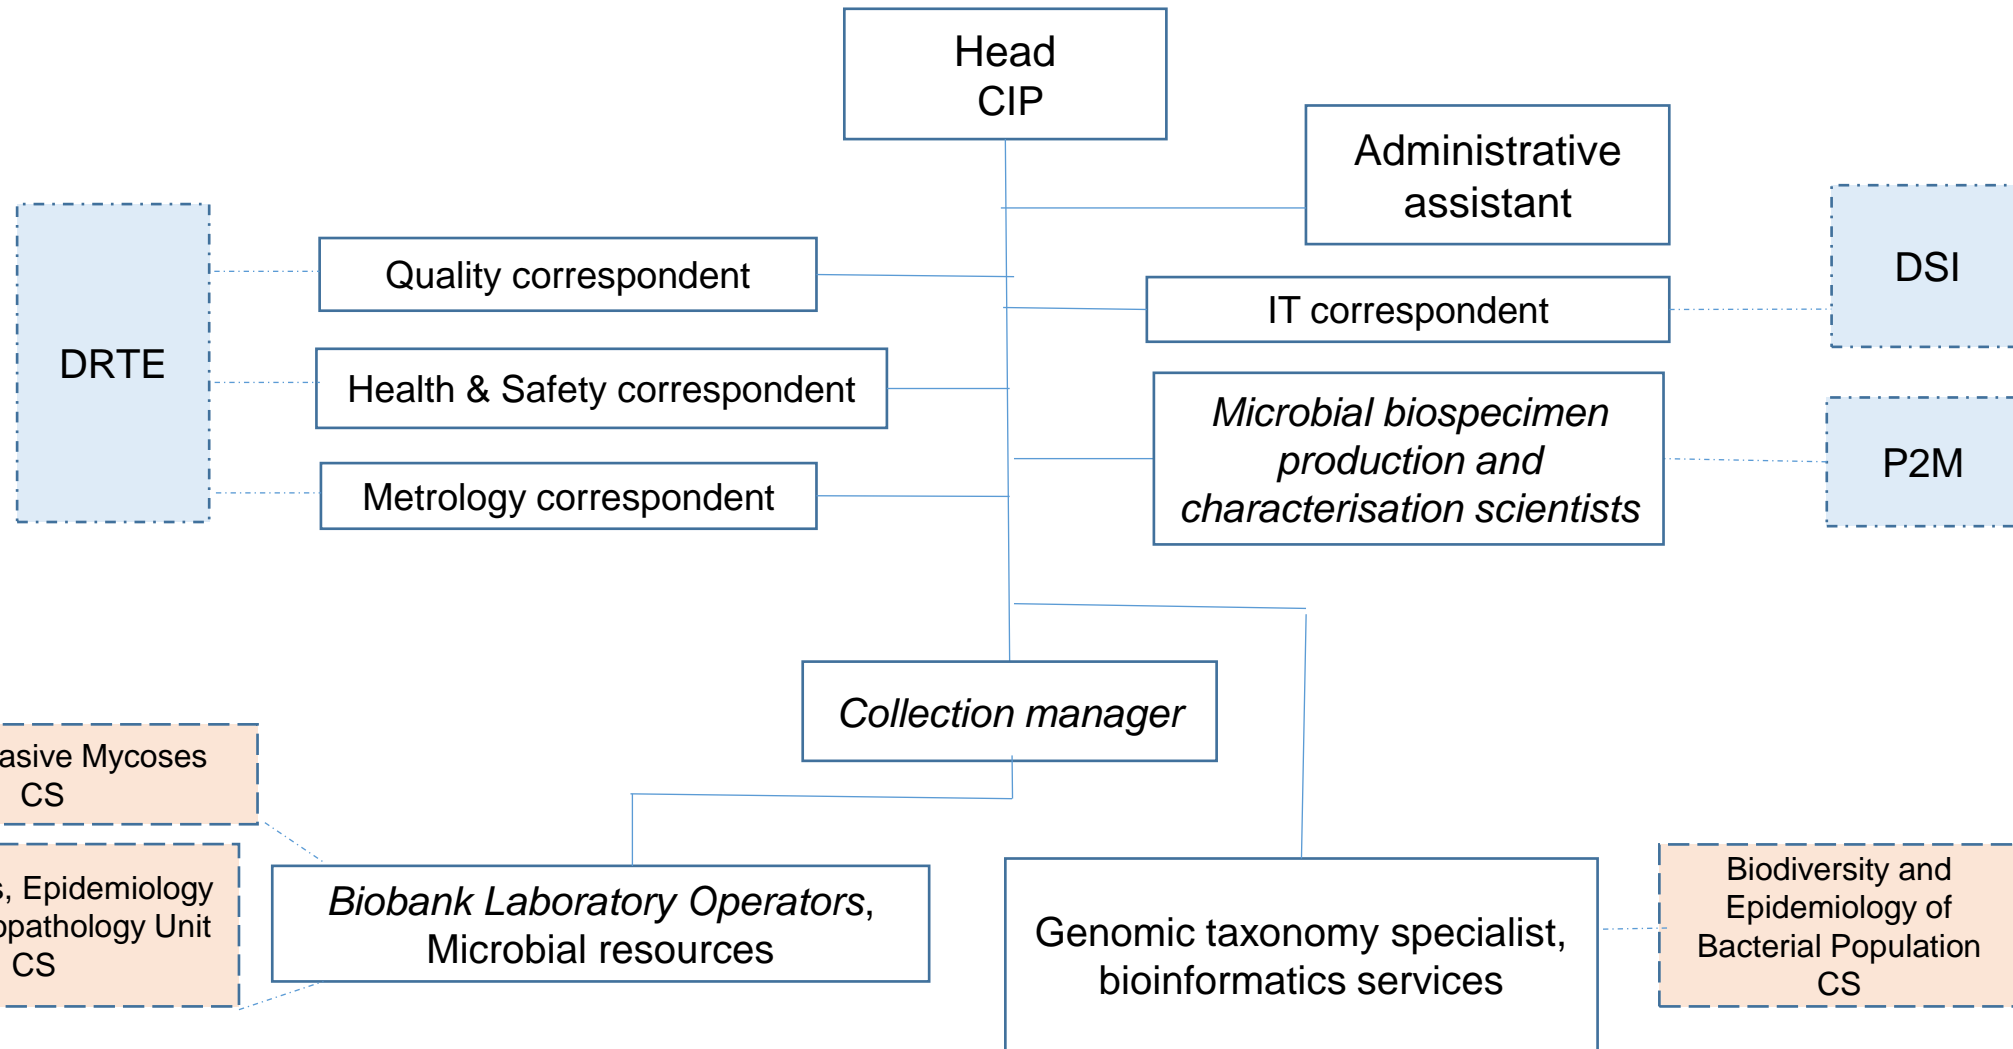 Head
CIP
Administrative
assistant
DRTE
Quality correspondent
DSI
IT correspondent
Health & Safety correspondent
Microbial biospecimen
production and
characterisation scientists
P2M
Metrology correspondent
Collection manager
Mycoses
CS
Epidemiology
Unit
CS
Biobank Laboratory Operators,
Microbial resources
Genomic taxonomy specialist,
bioinformatics services
Biodiversity and
Epidemiology of
Bacterial Population
CS